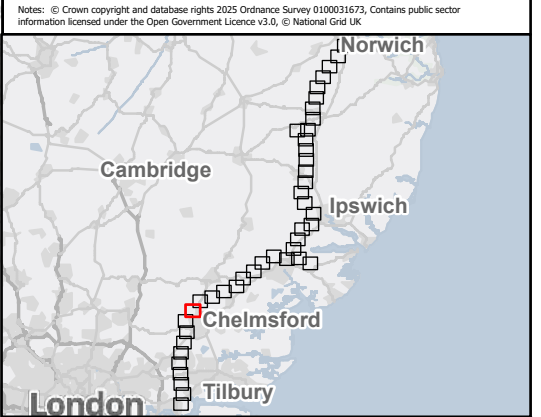 Notes: © Crown copyright and database rights 2025 Ordnance Survey 0100031673, Contains public sector
information licensed under the Open Government Licence v3.0, © National Grid UK
Norwich
Cambridge
Ipswich
Chelmsford
Tilbury
London